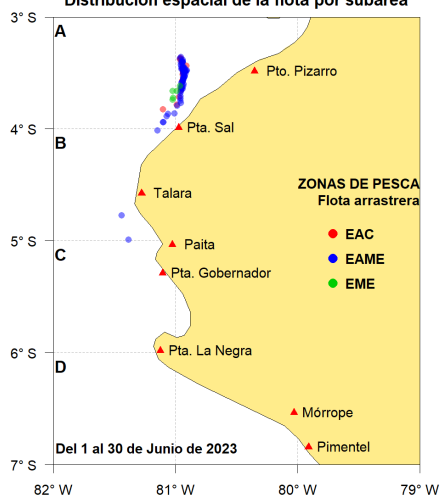 Distribución espacial de la flota por subárea
3° S
A
Pto. Pizarro
4° S
Pta. Sal
B
ZONAS DE PESCA
Talara
Flota arrastrera
EAC
5° S
Paita
C
EAME
Pta. Gobernador
EME
6° S
Pta. La Negra
D
Mórrope
Del 1 al 30 de Junio de 2023
Pimentel
7° S
82° W
81° W
80° W
79° W